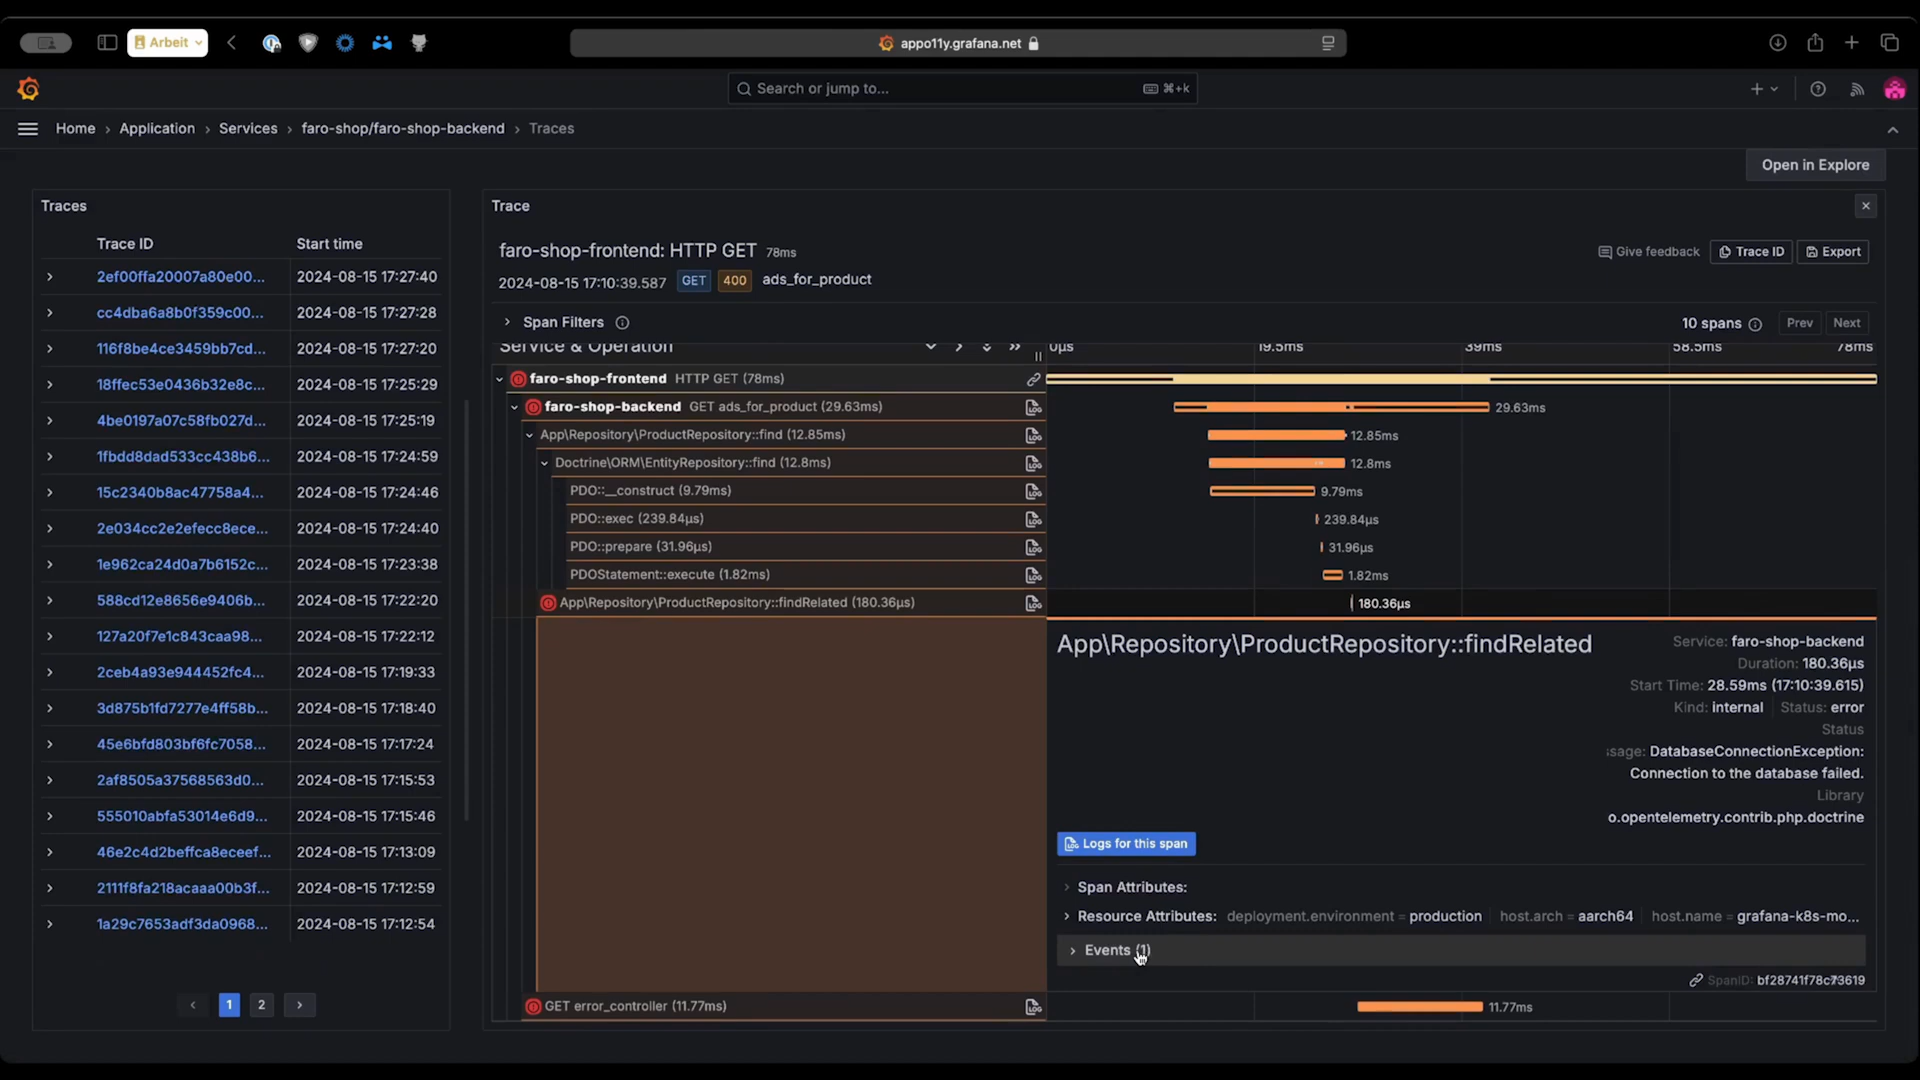 Arbeit
appo11y.grafana.net
Search or jump to...
⌘+k
Home
Application
Services
faro-shop/faro-shop-backend
Traces
Open in Explore
Traces
Trace ID
Start time
2ef00ffa20007a80e00...
2024-08-15 17:27:40
cc4dba6a8b0f359c00...
2024-08-15 17:27:28
116f8be4ce3459bb7cd...
2024-08-15 17:27:20
18ffec53e0436b32e8c...
2024-08-15 17:25:29
4be0197a07c58fb027d...
2024-08-15 17:25:19
1fbdd8dad533cc438b6...
2024-08-15 17:24:59
15c2340b8ac47758a4...
2024-08-15 17:24:46
2e034cc2e2efecc8ece...
2024-08-15 17:24:40
1e962ca24d0a7b6152c...
2024-08-15 17:23:38
588cd12e8656e9406b...
2024-08-15 17:22:20
127a20f7e1c843caa98...
2024-08-15 17:22:12
2ceb4a93e944452fc4...
2024-08-15 17:19:33
3d875b1fd7277e4ff58b...
2024-08-15 17:18:40
45e6bfd803bf6fc7058...
2024-08-15 17:17:24
2af8505a37568563d0...
2024-08-15 17:15:53
555010abfa53014e6d9...
2024-08-15 17:15:46
46e2c4d2beffca8eceef...
2024-08-15 17:13:09
2111f8fa218acaaa00b3f...
2024-08-15 17:12:59
1a29c7653adf3da0968...
2024-08-15 17:12:54
1
2
Trace
faro-shop-frontend: HTTP GET 78ms
Give feedback
Trace ID
Export
2024-08-15 17:10:39.587 GET 400 ads_for_product
Span Filters
10 spans
Prev
Next
Service & Operation
0µs
19.5ms
39ms
58.5ms
78ms
faro-shop-frontend HTTP GET (78ms)
faro-shop-backend GET ads_for_product (29.63ms)
29.63ms
App\Repository\ProductRepository::find (12.85ms)
12.85ms
Doctrine\ORM\EntityRepository::find (12.8ms)
12.8ms
PDO::__construct (9.79ms)
9.79ms
PDO::exec (239.84µs)
239.84µs
PDO::prepare (31.96µs)
31.96µs
PDOStatement::execute (1.82ms)
1.82ms
App\Repository\ProductRepository::findRelated (180.36µs)
180.36µs
App\Repository\ProductRepository::findRelated
Service: faro-shop-backend
Duration: 180.36µs
Start Time: 28.59ms (17:10:39.615)
Kind: internal
Status: error
Status
ssage: DatabaseConnectionException:
Connection to the database failed.
Library
o.opentelemetry.contrib.php.doctrine
Logs for this span
Span Attributes:
Resource Attributes: deployment.environment = production host.arch = aarch64 host.name = grafana-k8s-mo...
Events (1)
SpanID:
GET error_controller (11.77ms)
11.77ms